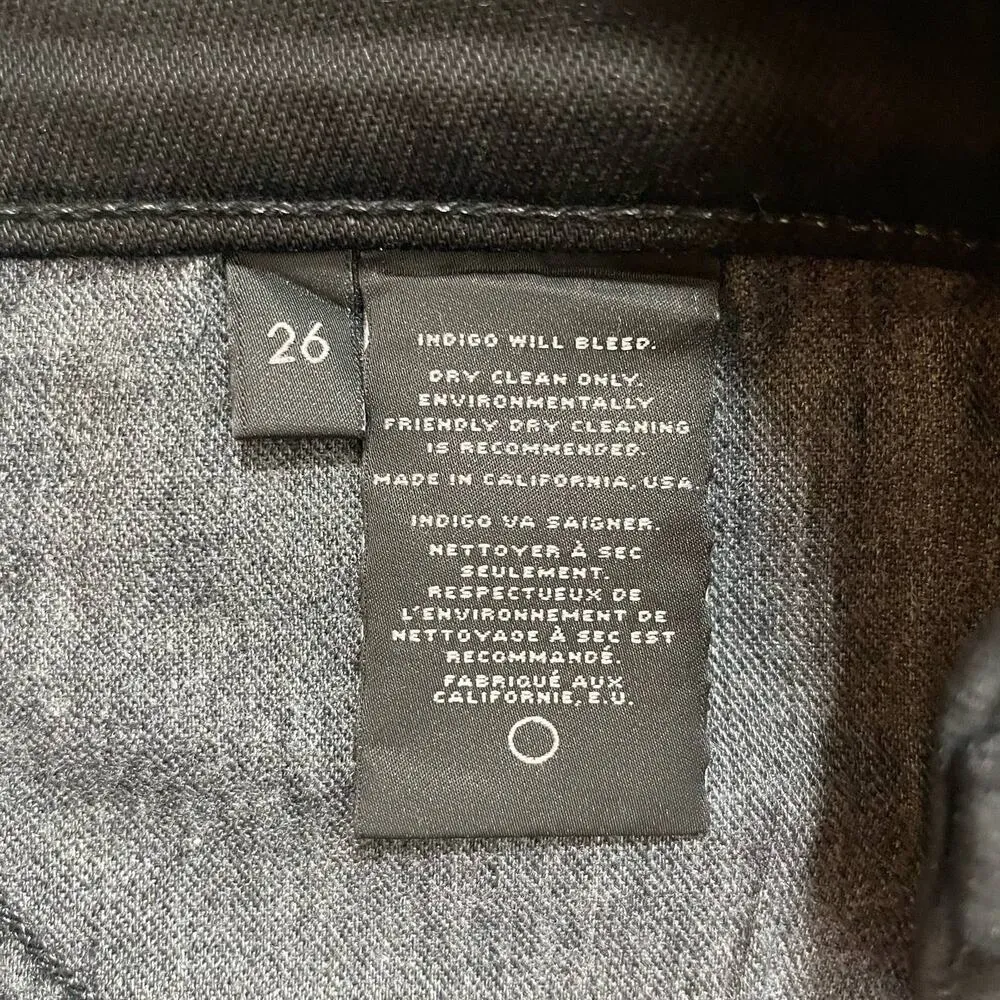 26
INDIGO WILL BLEED.
DRY CLEAN ONLY.
ENVIRONMENTALLY
FRIENDLY DRY CLEANING
IS RECOMMENDED.
MADE IN CALIFORNIA, USA
INDIGO VA SAIGNER.
NETTOYER À SEC
SEULEMENT.
RESPECTUEUX DE
L'ENVIRONNEMENT DE
NETTOYAGE À SEC EST
RECOMMANDÉ.
FABRIQUÉ AUX
CALIFORNIE, E.U.